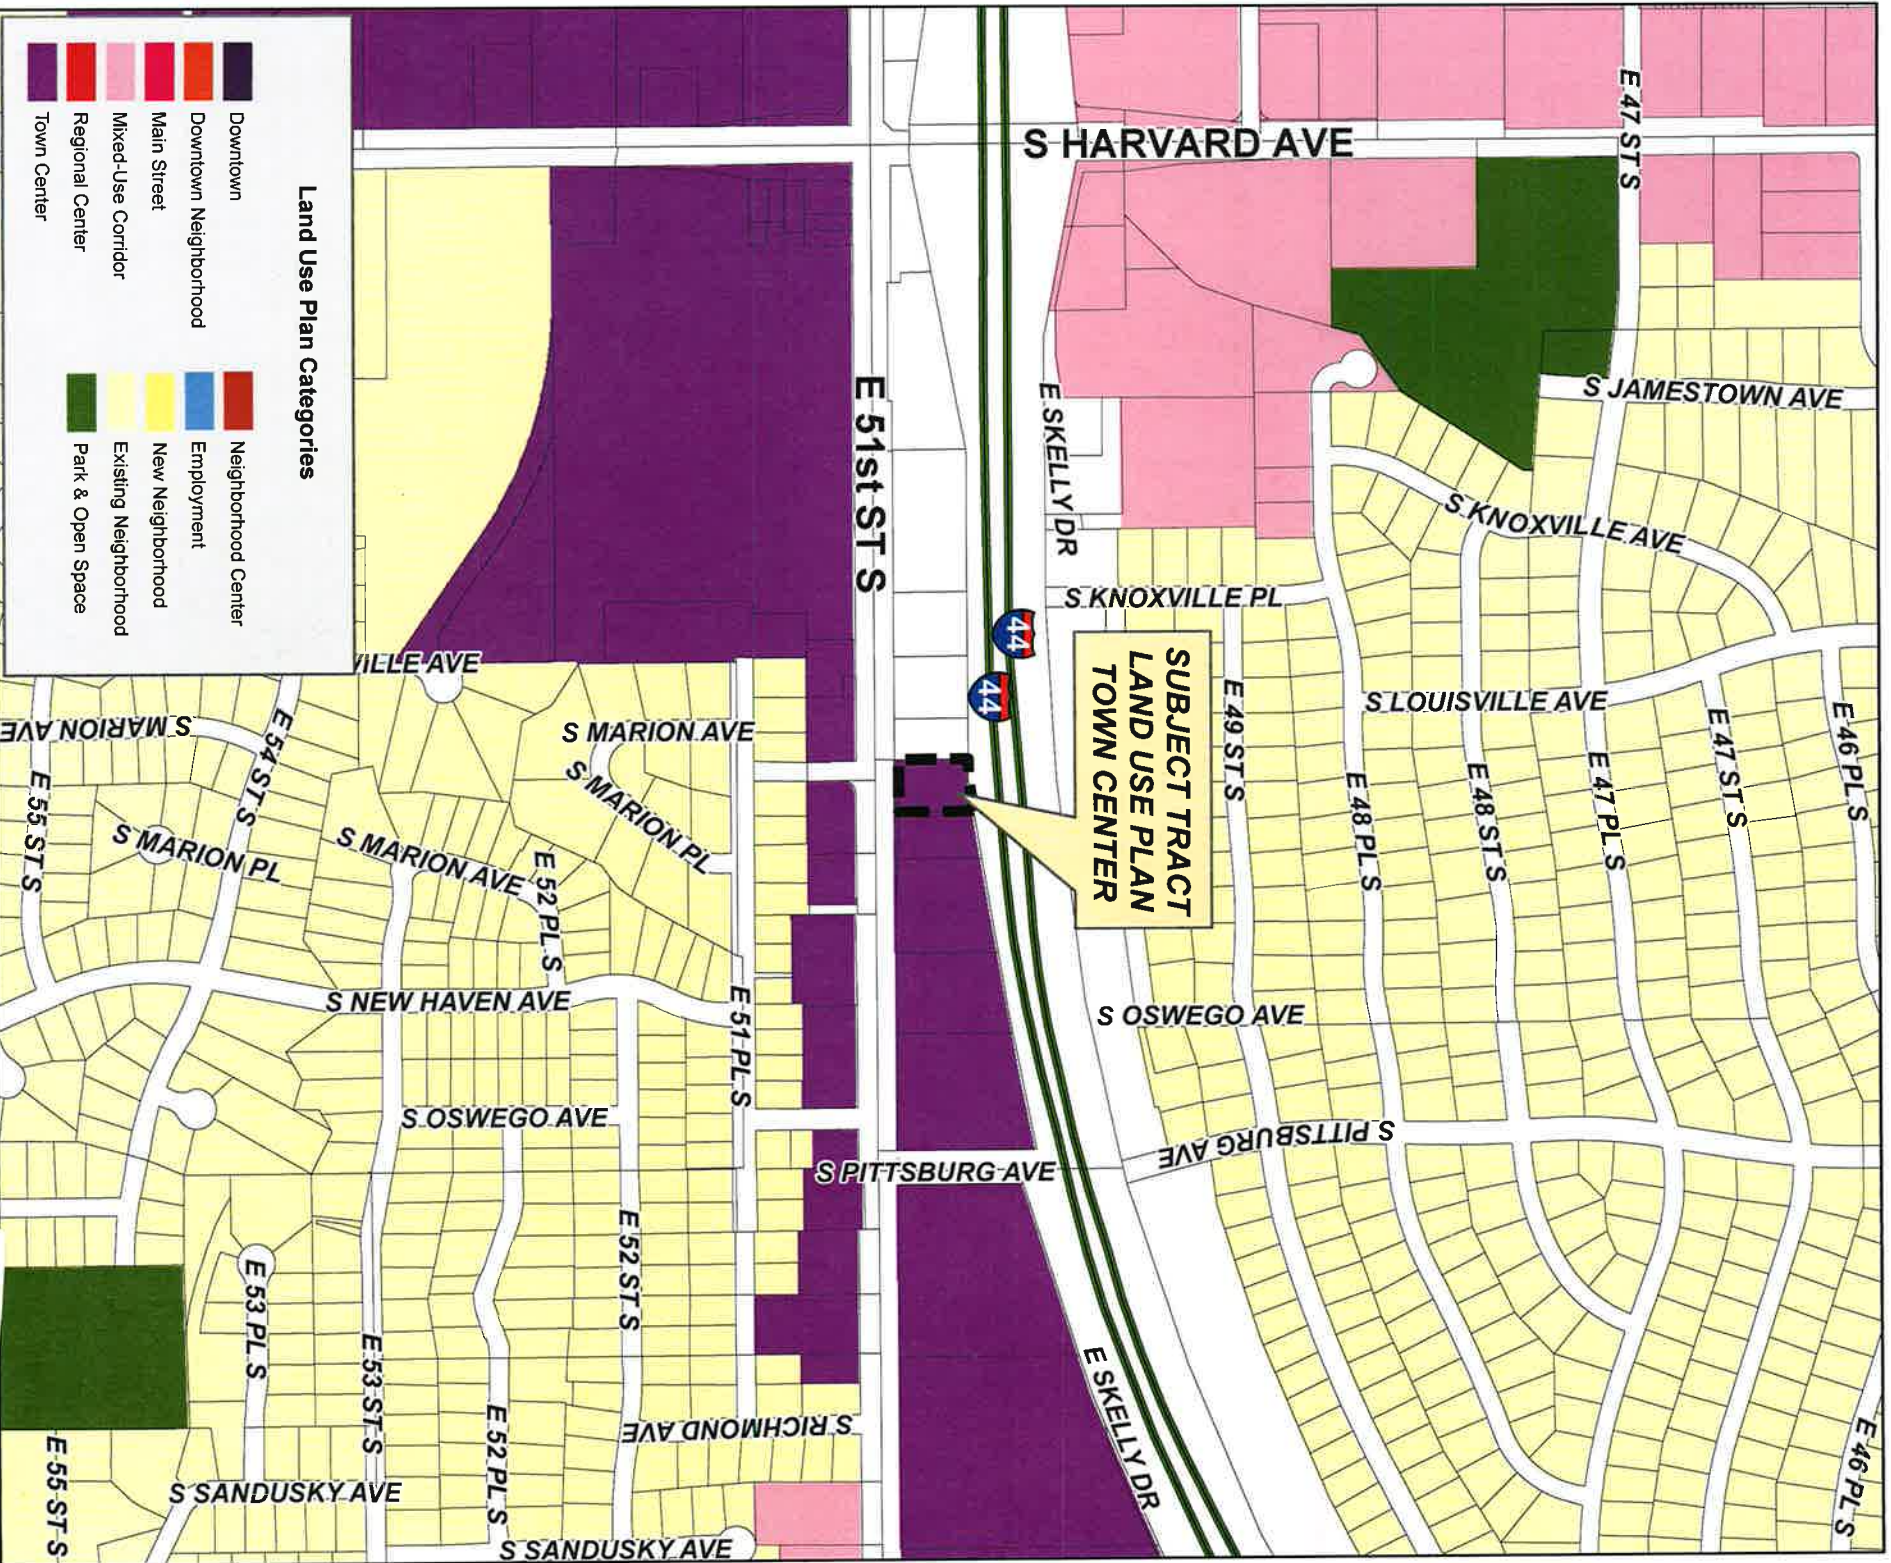 S HARVARD AVE
E 47 ST S
S JAMESTOWN AVE
S KNOXVILLE AVE
E 51st ST S
E SKELLY DR
S KNOXVILLE PL
44
44
SUBJECT TRACT
LAND USE PLAN
TOWN CENTER
E 49 ST S
S LOUISVILLE AVE
E 48 PL S
E 48 ST S
E 47 PL S
E 47 ST S
E 46 PL S
S OSWEGO AVE
S PITTSBURG AVE
S PITTSBURG AVE
E SKELLY DR
E 46 PL S
VILLE AVE
S MARION AVE
S MARION AVE
S MARION PL
E 54 ST S
E 55 ST S
S MARION PL
S MARION AVE
E 52 PL S
S NEW HAVEN AVE
E 51 PL S
S OSWEGO AVE
E 52 ST S
E 53 PL S
E 53 ST S
E 52 PL S
S RICHMOND AVE
S SANDUSKY AVE
S SANDUSKY AVE
E 55 ST S
Land Use Plan Categories
Downtown
Downtown Neighborhood
Main Street
Mixed-Use Corridor
Regional Center
Town Center
Neighborhood Center
Employment
New Neighborhood
Existing Neighborhood
Park & Open Space